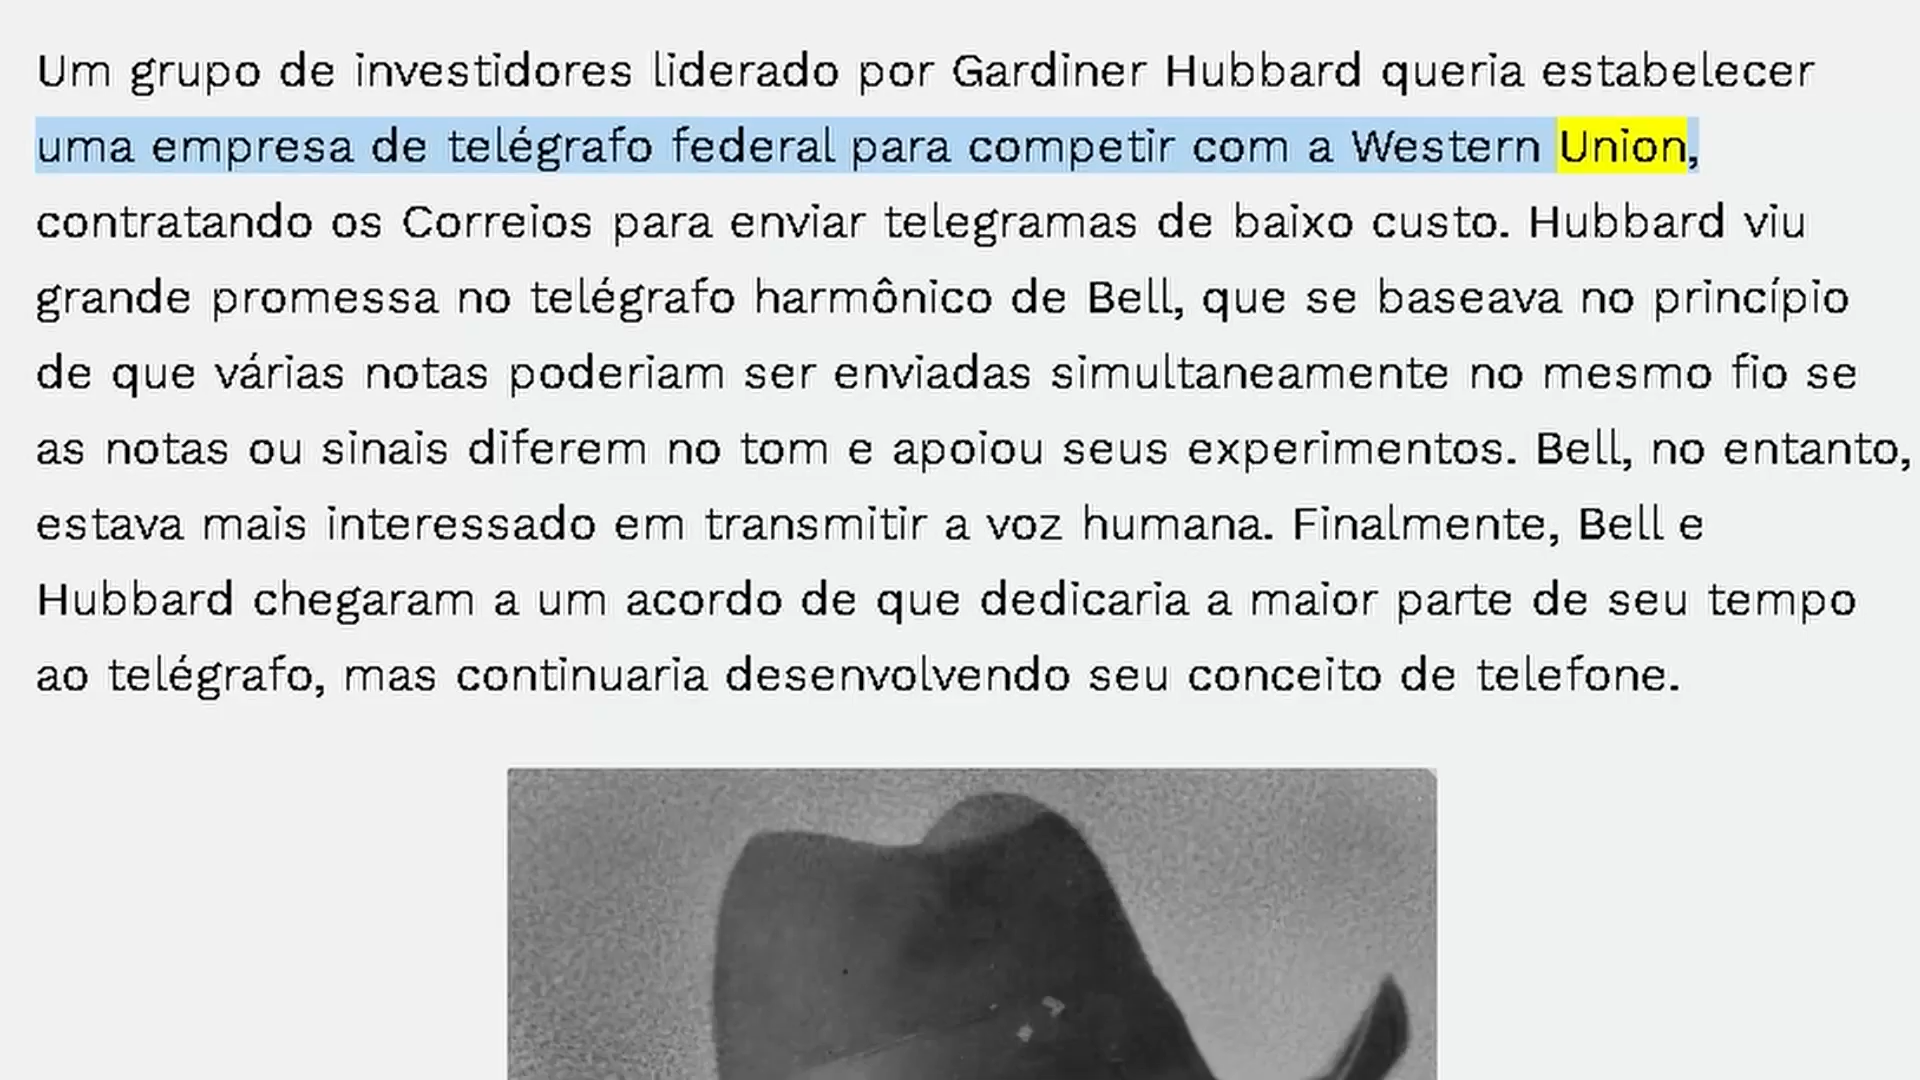 Um grupo de investidores liderado por Gardiner Hubbard queria estabelecer
uma empresa de telégrafo federal para competir com a Western Union,
contratando os Correios para enviar telegramas de baixo custo. Hubbard viu
grande promessa no telégrafo harmônico de Bell, que se baseava no princípio
de que várias notas poderiam ser enviadas simultaneamente no mesmo fio se
as notas ou sinais diferem no tom e apoiou seus experimentos. Bell, no entanto,
estava mais interessado em transmitir a voz humana. Finalmente, Bell e
Hubbard chegaram a um acordo de que dedicaria a maior parte de seu tempo
ao telégrafo, mas continuaria desenvolvendo seu conceito de telefone.